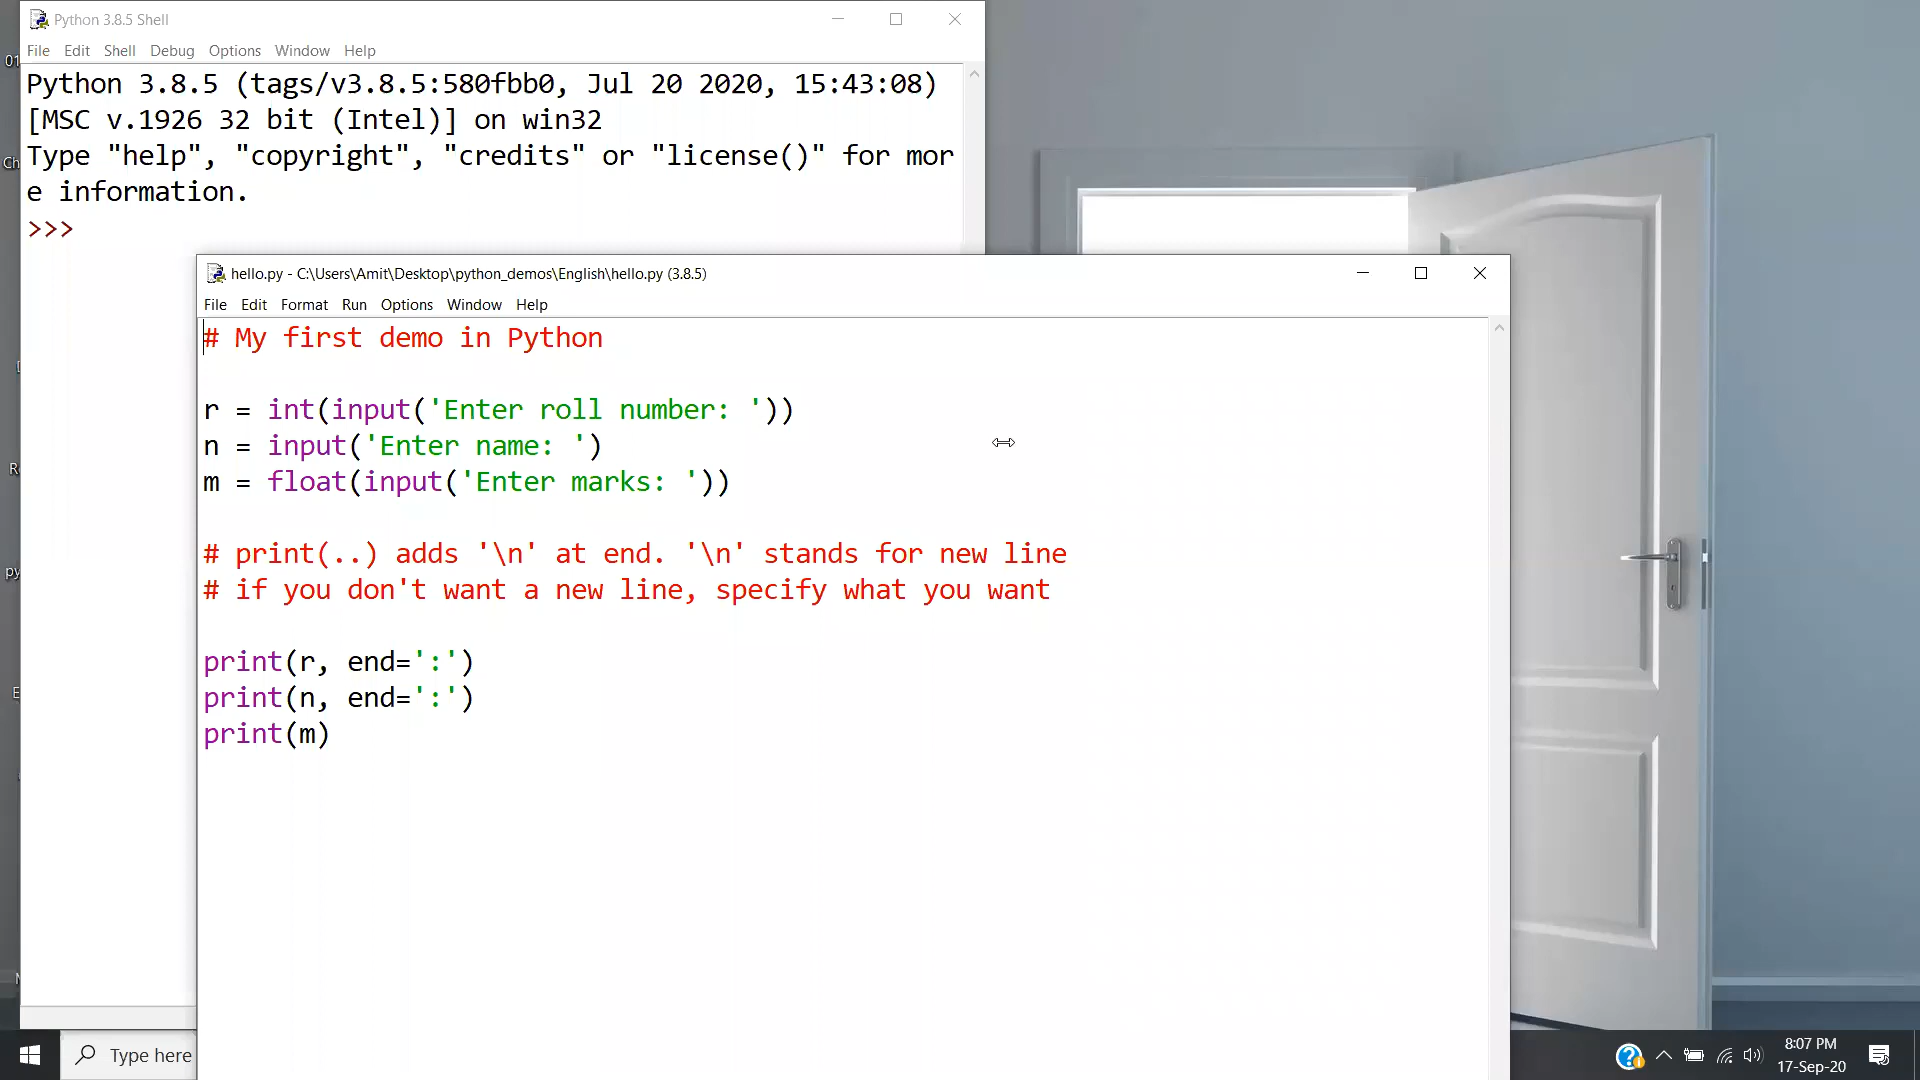 Python 3.8.5 Shell
File Edit Shell Debug Options Window Help
Python 3.8.5 (tags/v3.8.5:580fbb0, Jul 20 2020, 15:43:08)
[MSC v.1926 32 bit (Intel)] on win32
Type "help", "copyright", "credits" or "license()" for mor
e information.
>>>
hello.py - C:\Users\Amit\Desktop\python_demos\English\hello.py (3.8.5)
File Edit Format Run Options Window Help
# My first demo in Python
r = int(input('Enter roll number: '))
n = input('Enter name: ')
m = float(input('Enter marks: '))
# print(..) adds '\n' at end. '\n' stands for new line
# if you don't want a new line, specify what you want
print(r, end=':')
print(n, end=':')
print(m)
01
Ch
py
Type here
8:07 PM
17-Sep-20